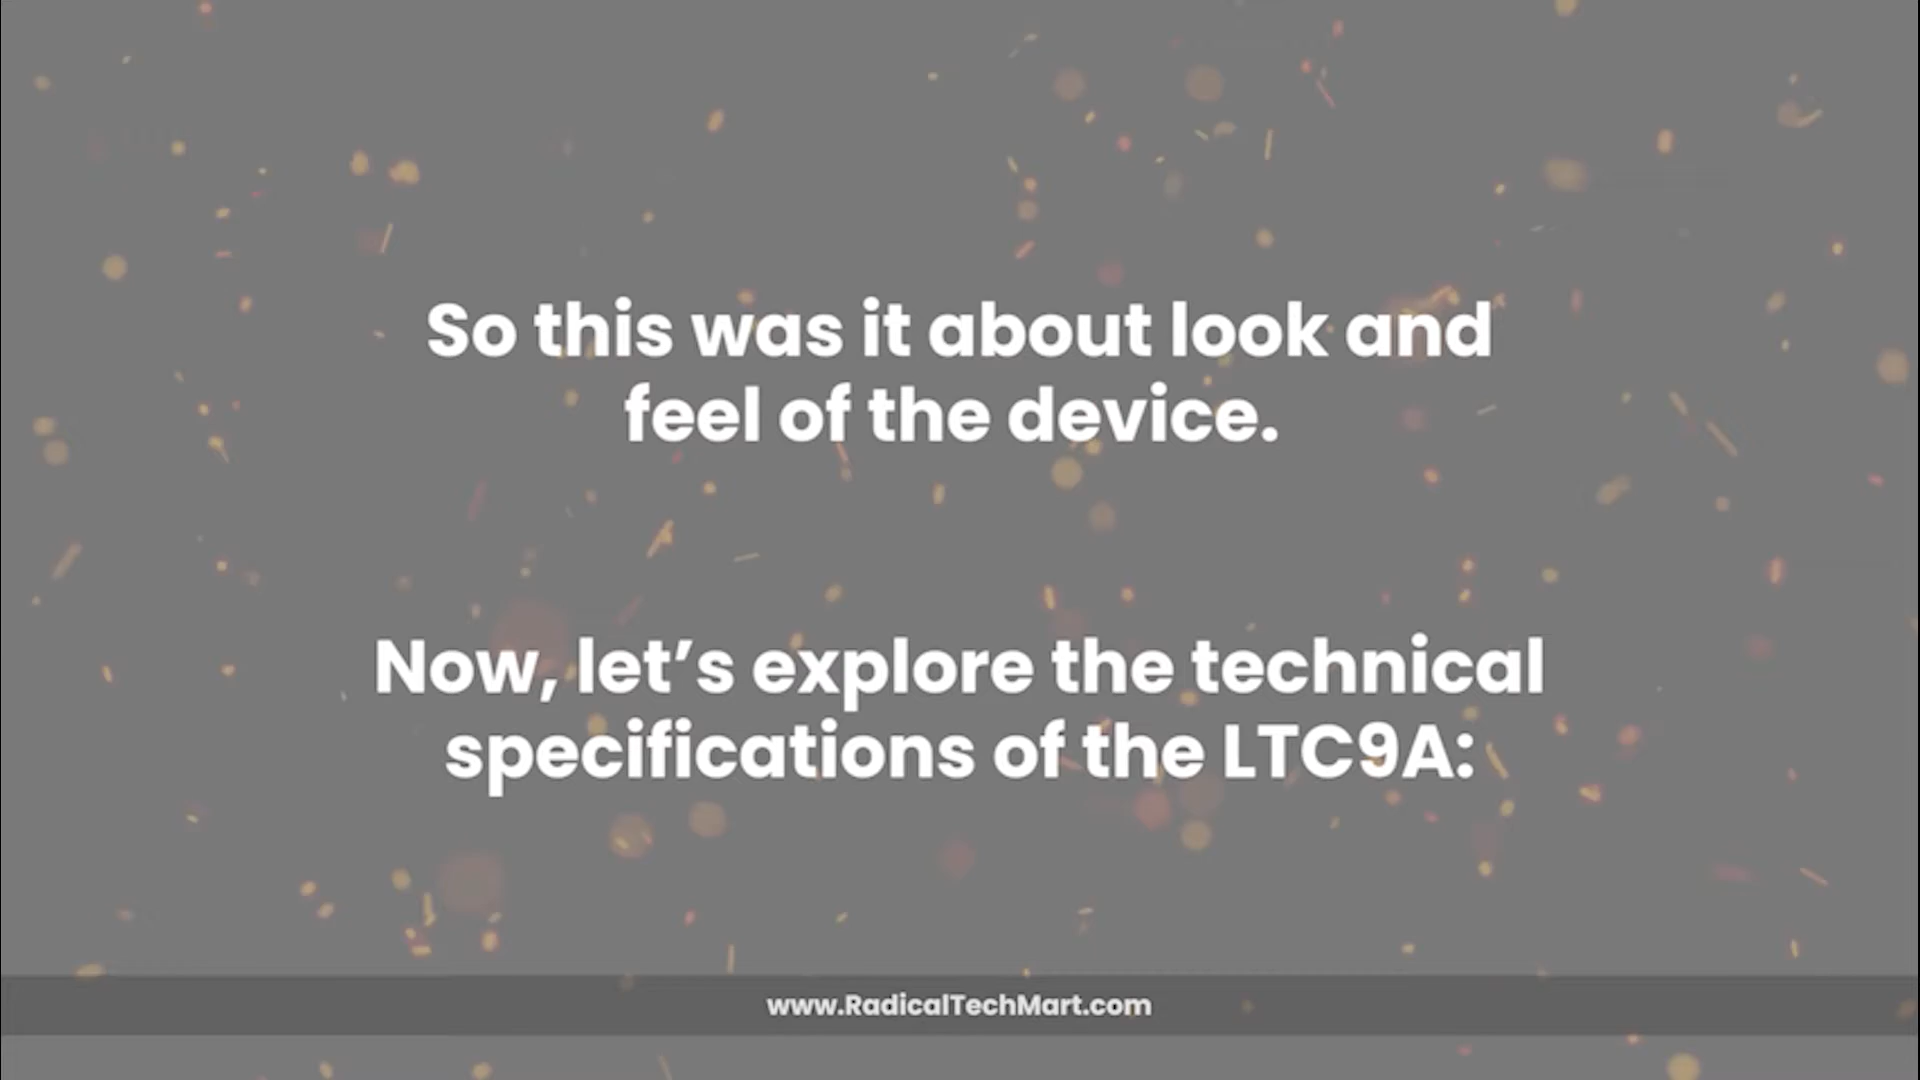 So this was it about look and
feel of the device.
Now, let’s explore the technical
specifications of the LTC9A:
www.RadicalTechMart.com